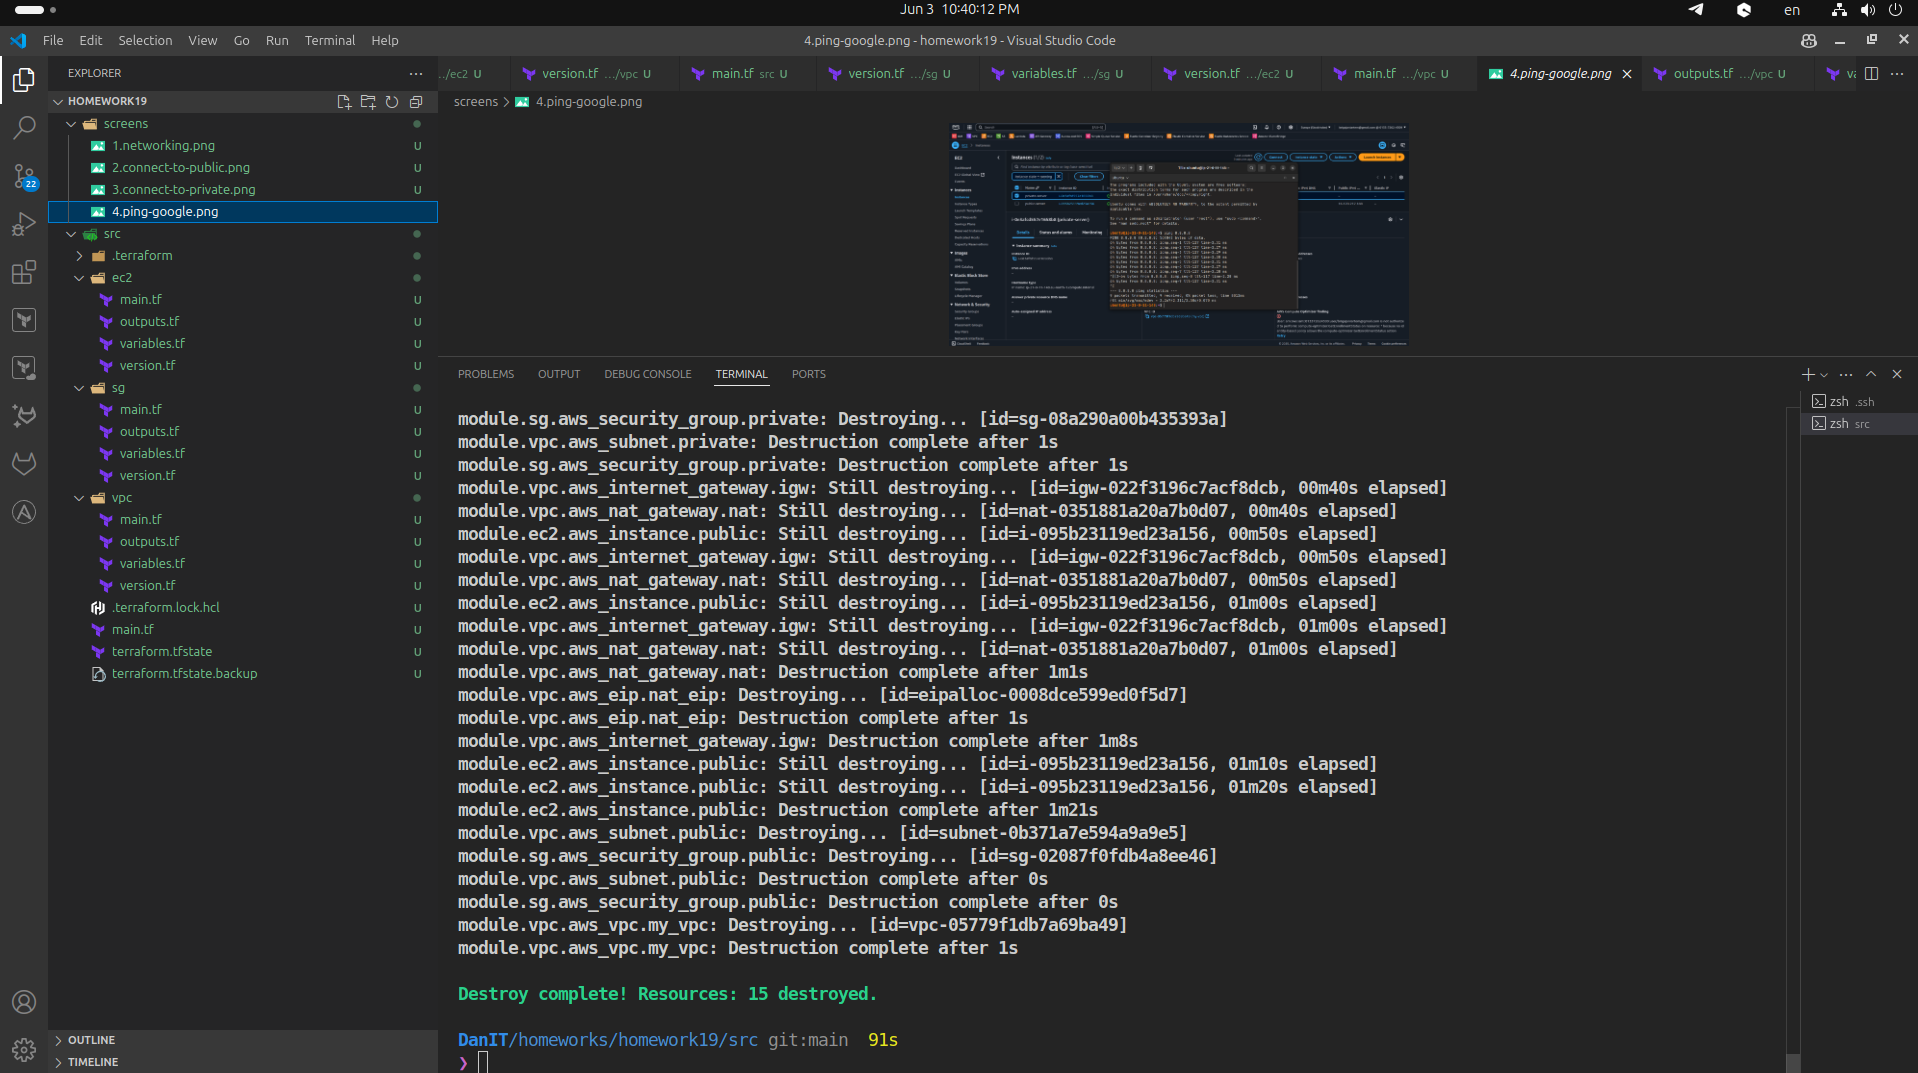 Jun 3 10:40:12 PM
en
File Edit Selection View Go Run Terminal Help
4.ping-google.png - homework19 - Visual Studio Code
EXPLORER
.../ec2 U
version.tf .../vpc U
main.tf src U
version.tf .../sg U
variables.tf .../sg U
version.tf .../ec2 U
main.tf .../vpc U
4.ping-google.png
outputs.tf .../vpc U
HOMEWORK19
screens > 4.ping-google.png
screens
1.networking.png U
2.connect-to-public.png U
3.connect-to-private.png U
4.ping-google.png U
src
.terraform
ec2
main.tf U
outputs.tf U
variables.tf U
version.tf U
sg
main.tf U
outputs.tf U
variables.tf U
version.tf U
vpc
main.tf U
outputs.tf U
variables.tf U
version.tf U
.terraform.lock.hcl U
main.tf U
terraform.tfstate U
terraform.tfstate.backup U
OUTLINE
TIMELINE
22
PROBLEMS OUTPUT DEBUG CONSOLE TERMINAL PORTS
zsh .ssh
zsh src
module.sg.aws_security_group.private: Destroying... [id=sg-08a290a00b435393a]
module.vpc.aws_subnet.private: Destruction complete after 1s
module.sg.aws_security_group.private: Destruction complete after 1s
module.vpc.aws_internet_gateway.igw: Still destroying... [id=igw-022f3196c7acf8dcb, 00m40s elapsed]
module.vpc.aws_nat_gateway.nat: Still destroying... [id=nat-0351881a20a7b0d07, 00m40s elapsed]
module.ec2.aws_instance.public: Still destroying... [id=i-095b23119ed23a156, 00m50s elapsed]
module.vpc.aws_internet_gateway.igw: Still destroying... [id=igw-022f3196c7acf8dcb, 00m50s elapsed]
module.vpc.aws_nat_gateway.nat: Still destroying... [id=nat-0351881a20a7b0d07, 00m50s elapsed]
module.ec2.aws_instance.public: Still destroying... [id=i-095b23119ed23a156, 01m00s elapsed]
module.vpc.aws_internet_gateway.igw: Still destroying... [id=igw-022f3196c7acf8dcb, 01m00s elapsed]
module.vpc.aws_nat_gateway.nat: Still destroying... [id=nat-0351881a20a7b0d07, 01m00s elapsed]
module.vpc.aws_nat_gateway.nat: Destruction complete after 1m1s
module.vpc.aws_eip.nat_eip: Destroying... [id=eipalloc-0008dce599ed0f5d7]
module.vpc.aws_eip.nat_eip: Destruction complete after 1s
module.vpc.aws_internet_gateway.igw: Destruction complete after 1m8s
module.ec2.aws_instance.public: Still destroying... [id=i-095b23119ed23a156, 01m10s elapsed]
module.ec2.aws_instance.public: Still destroying... [id=i-095b23119ed23a156, 01m20s elapsed]
module.ec2.aws_instance.public: Destruction complete after 1m21s
module.vpc.aws_subnet.public: Destroying... [id=subnet-0b371a7e594a9a9e5]
module.sg.aws_security_group.public: Destroying... [id=sg-02087f0fdb4a8ee46]
module.vpc.aws_subnet.public: Destruction complete after 0s
module.sg.aws_security_group.public: Destruction complete after 0s
module.vpc.aws_vpc.my_vpc: Destroying... [id=vpc-05779f1db7a69ba49]
module.vpc.aws_vpc.my_vpc: Destruction complete after 1s
Destroy complete! Resources: 15 destroyed.
DanIT/homeworks/homework19/src git:main 91s
❯